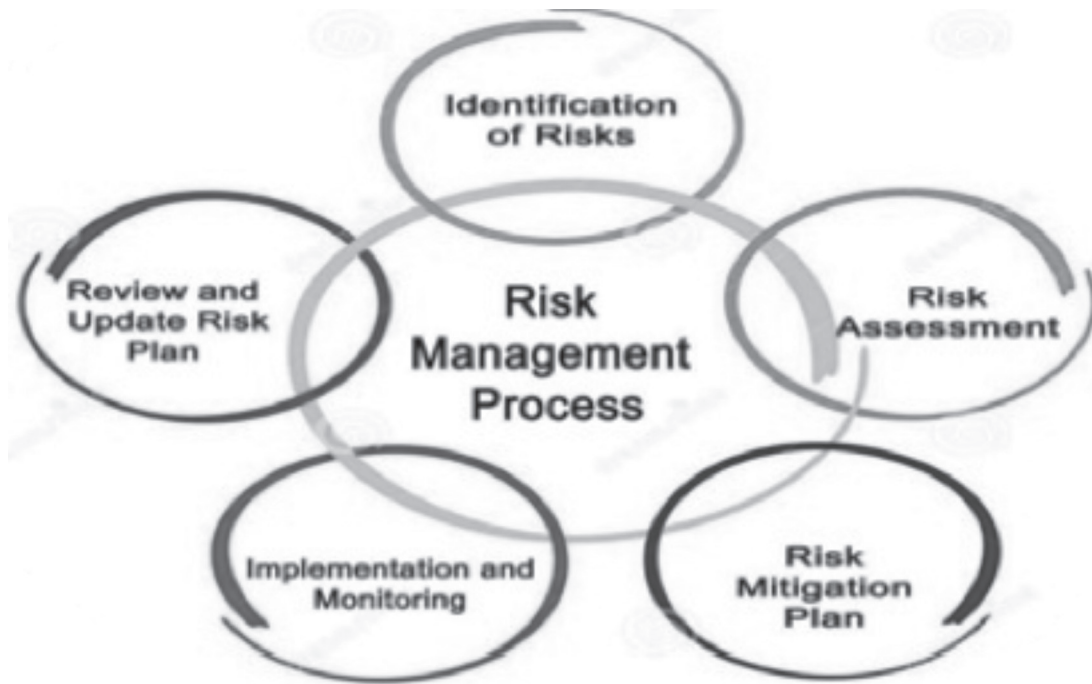 Identification
of Risks
Risk
Assessment
Risk
Mitigation
Plan
Implementation and
Monitoring
Review and
Update Risk
Plan
Risk
Management
Process